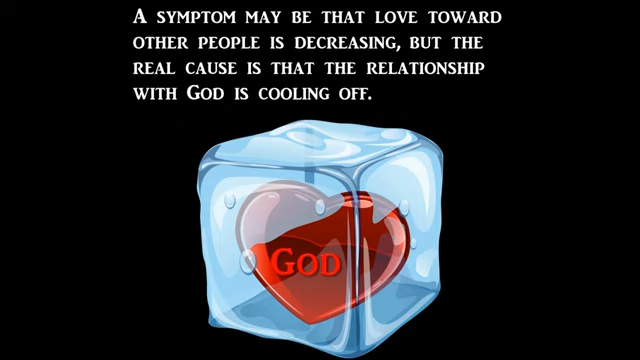 A symptom may be that love toward
other people is decreasing, but the
real cause is that the relationship
with God is cooling off.
God